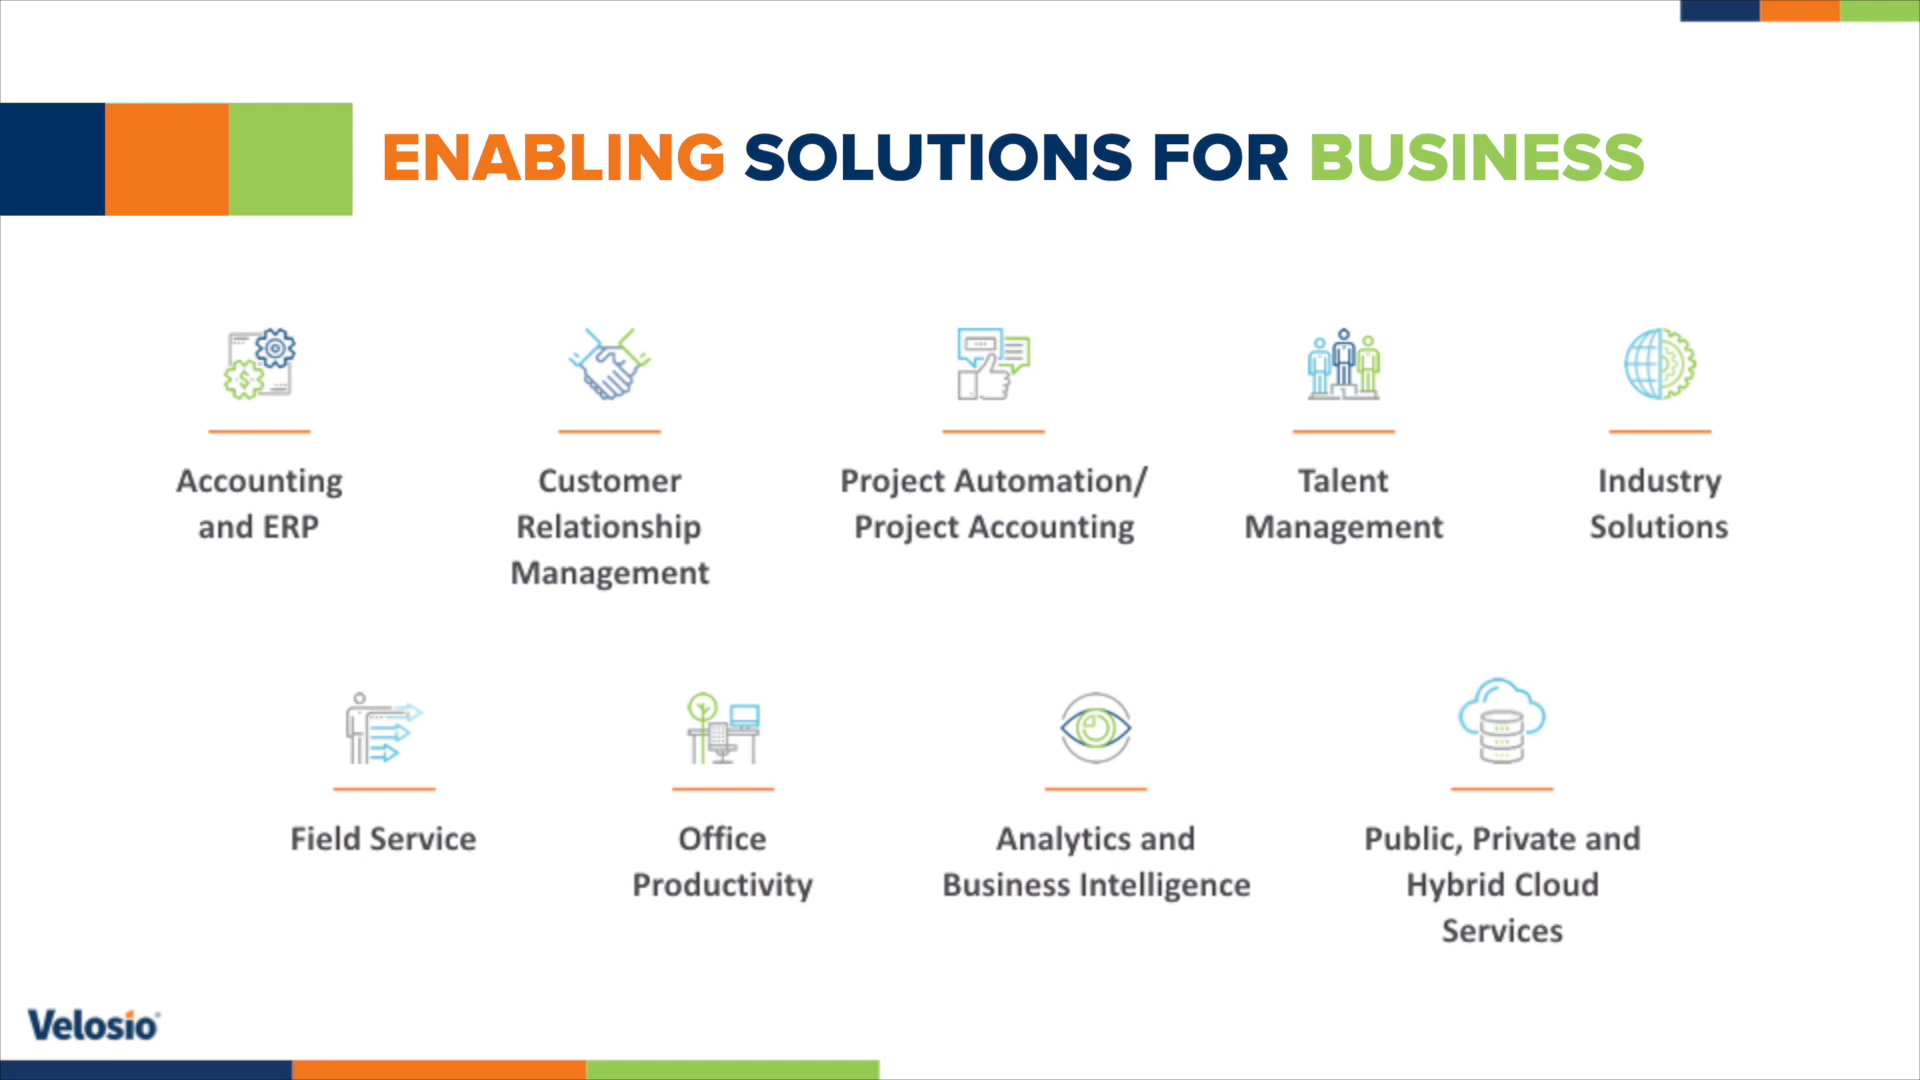 ENABLING SOLUTIONS FOR BUSINESS
Accounting
and ERP
Customer
Relationship
Management
Project Automation/
Project Accounting
Talent
Management
Industry
Solutions
Field Service
Office
Productivity
Analytics and
Business Intelligence
Public, Private and
Hybrid Cloud
Services
Velosio